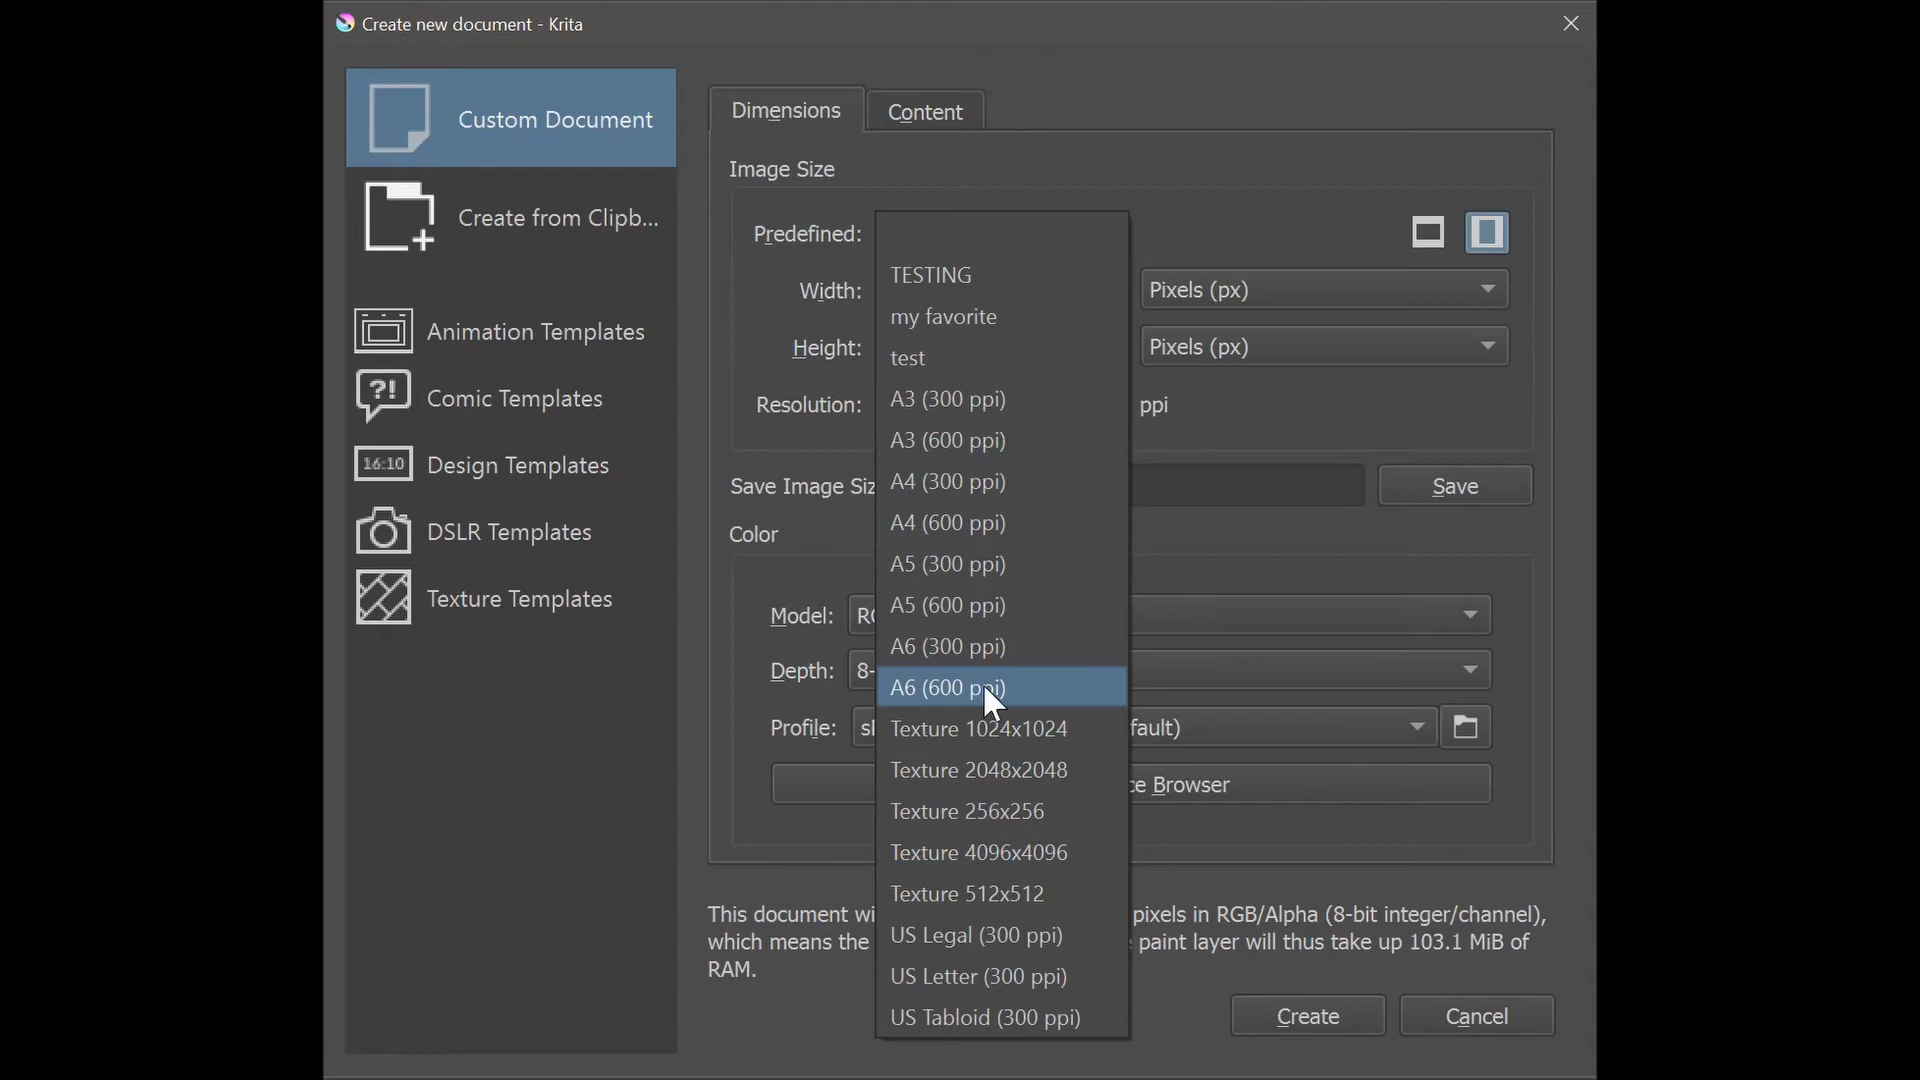 Create new document - Krita
Custom Document
Create from Clipb...
Animation Templates
?!
Comic Templates
16:10
Design Templates
DSLR Templates
Texture Templates
Dimensions
Content
Image Size
Predefined:
Width:
Pixels (px)
Height:
Pixels (px)
Resolution:
ppi
Save Image Siz
Save
Color
Model:
Depth:
8-
Profile:
fault)
ce Browser
TESTING
my favorite
test
A3 (300 ppi)
A3 (600 ppi)
A4 (300 ppi)
A4 (600 ppi)
A5 (300 ppi)
A5 (600 ppi)
A6 (300 ppi)
A6 (600 ppi)
Texture 1024x1024
Texture 2048x2048
Texture 256x256
Texture 4096x4096
Texture 512x512
US Legal (300 ppi)
US Letter (300 ppi)
US Tabloid (300 ppi)
This document wi pixels in RGB/Alpha (8-bit integer/channel),
which means the e paint layer will thus take up 103.1 MiB of
RAM.
Create
Cancel